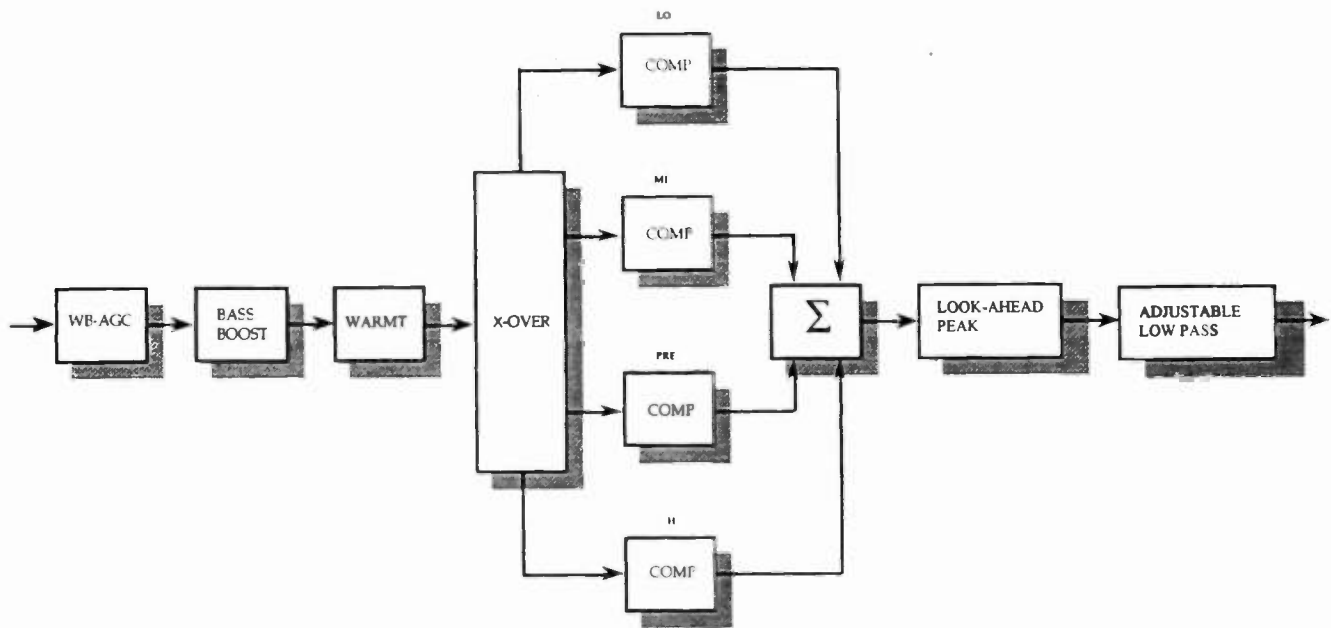 LO
COMP
MI
COMP
WB-AGC
BASS
BOOST
WARMT
X-OVER
Σ
LOOK-AHEAD
PEAK
ADJUSTABLE
LOW PASS
PRE
COMP
H
COMP